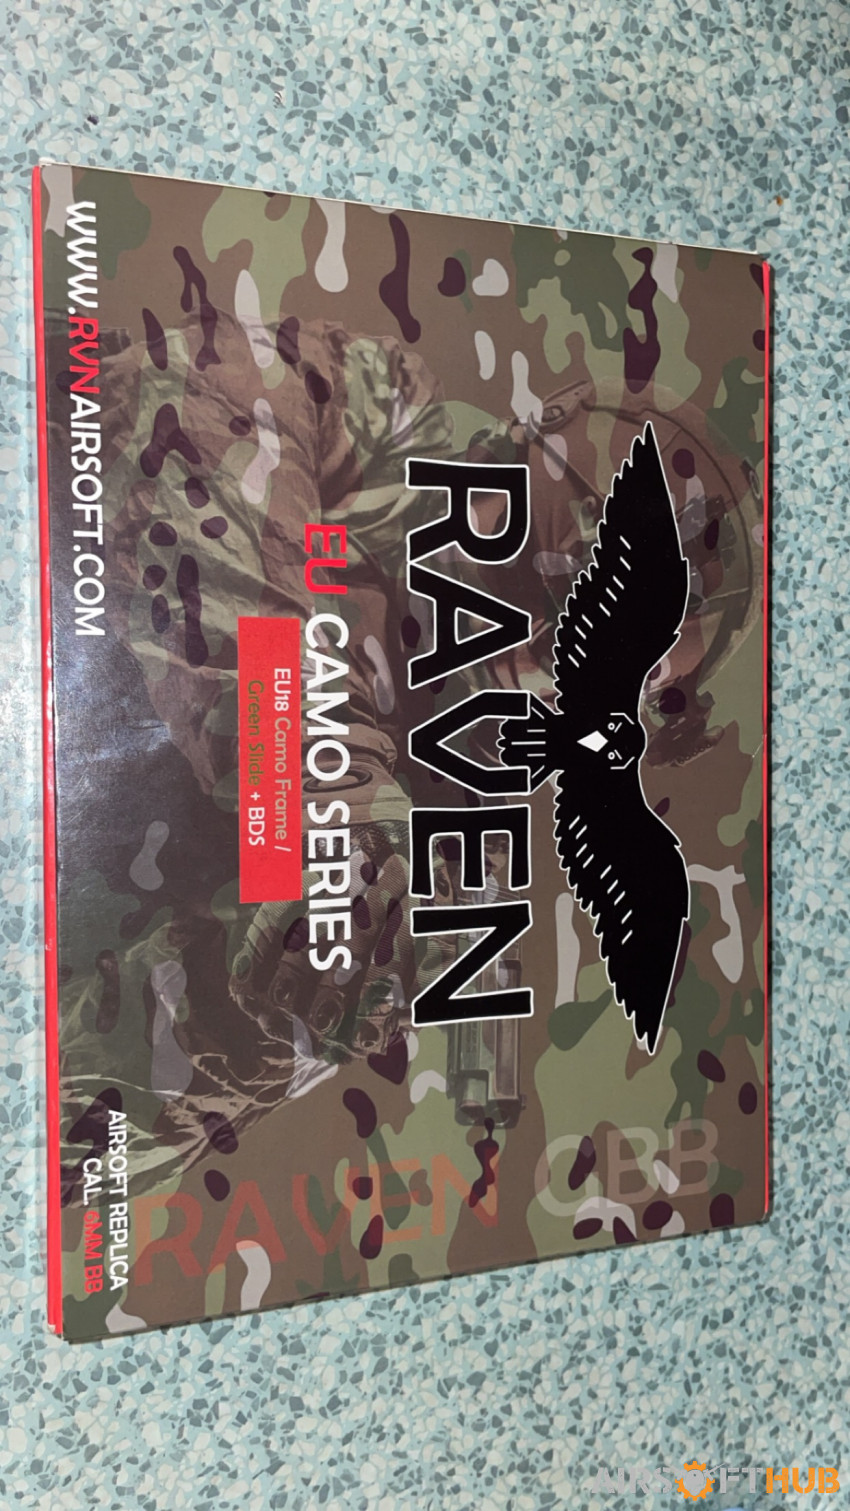 RAVEN
EU CAMO SERIES
EU18 Camo Frame /
Green Slide + BDS
WWW.RVNAIRSOFT.COM
RAVEN GBB
AIRSOFT REPLICA
CAL. 6MM BB
AIRSOFTHUB